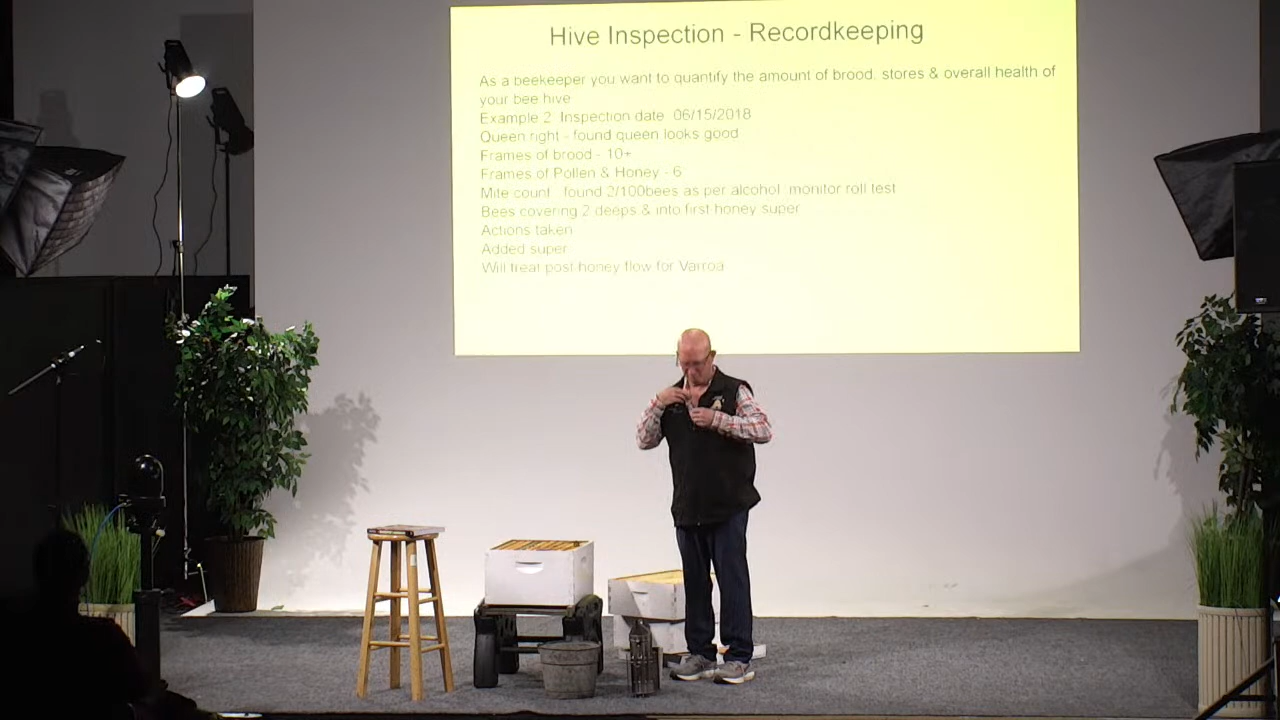 Hive Inspection - Recordkeeping
As a beekeeper you want to quantify the amount of brood, stores & overall health of
your bee hive
Example 2 Inspection date 06/15/2018
Queen right - found queen looks good
Frames of brood - 10+
Frames of Pollen & Honey - 6
Mite count found 2/100bees as per alcohol monitor roll test
Bees covering 2 deeps & into first honey super
Actions taken
Added super
Will treat post honey flow for Varroa